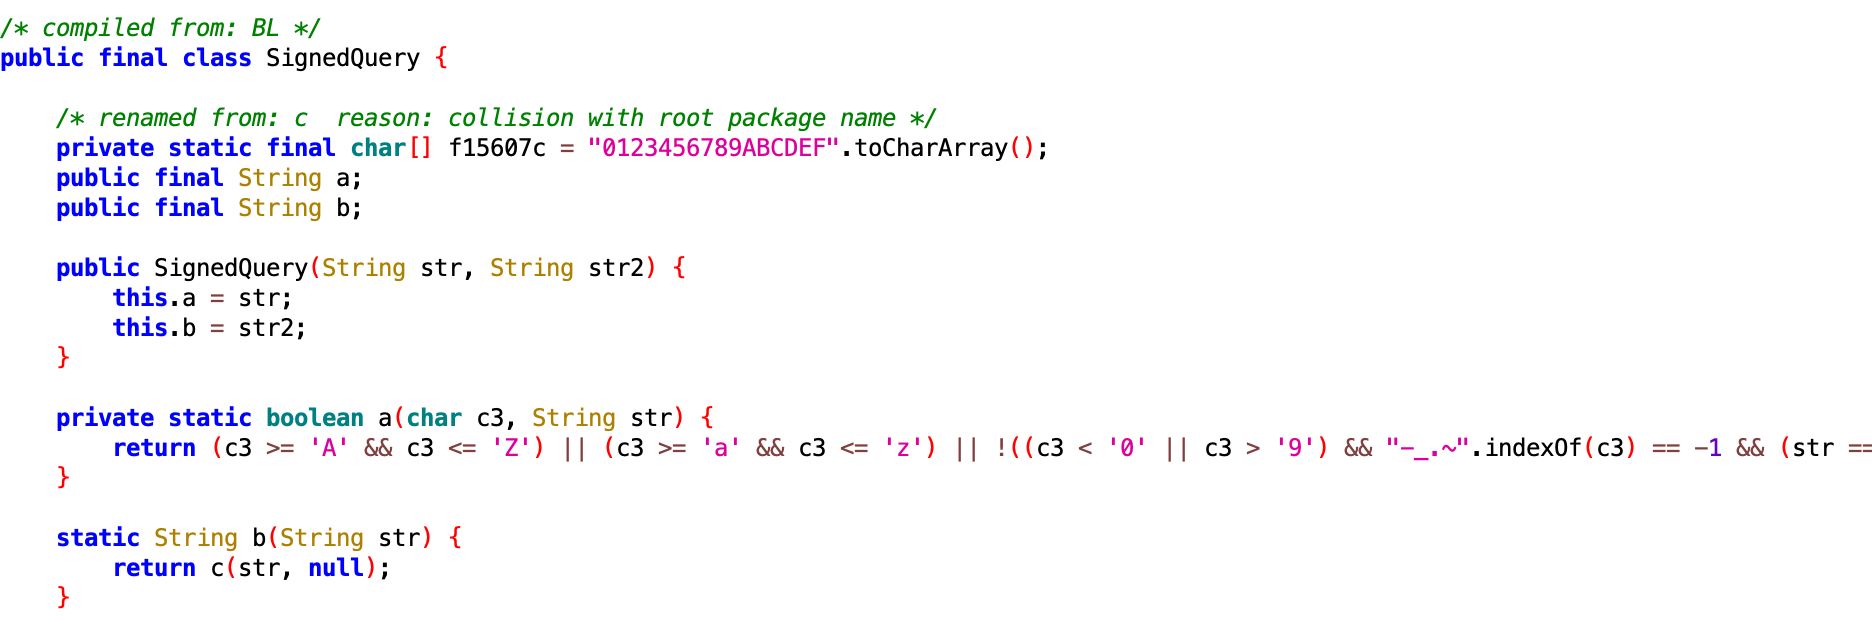 /* compiled from: BL */
public final class SignedQuery {
/* renamed from: c  reason: collision with root package name */
private static final char[] f15607c = "0123456789ABCDEF".toCharArray();
public final String a;
public final String b;
public SignedQuery(String str, String str2) {
this.a = str;
this.b = str2;
}
private static boolean a(char c3, String str) {
return (c3 >= 'A' && c3 <= 'Z') || (c3 >= 'a' && c3 <= 'z') || !((c3 < '0' || c3 > '9') && "-_.~".indexOf(c3) == -1 && (str ==
}
static String b(String str) {
return c(str, null);
}